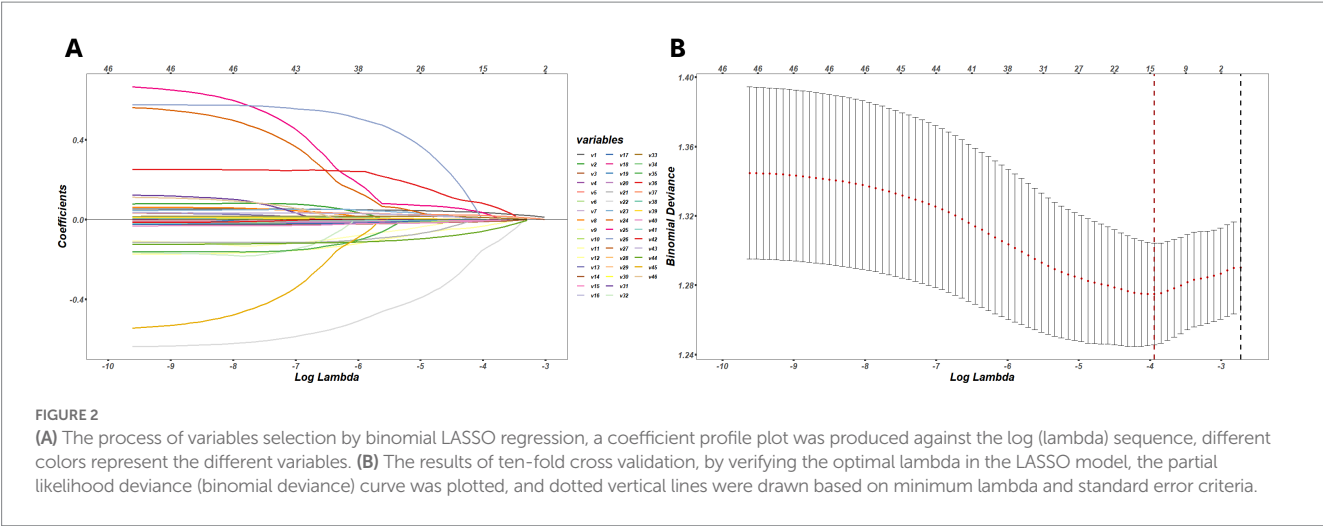 A
46 46 46 43 38 26 15 2
0.4
0.0
-0.4
Coefficients
-10 -9 -8 -7 -6 -5 -4 -3
Log Lambda
variables
v1 v17 v33
v2 v18 v34
v3 v19 v35
v4 v20 v36
v5 v21 v37
v6 v22 v38
v7 v23 v39
v8 v24 v40
v9 v25 v41
v10 v26 v42
v11 v27 v43
v12 v28 v44
v13 v29 v45
v14 v30 v46
v15 v31
v16 v32
B
46 46 46 46 46 45 44 41 38 31 27 22 15 9 2
1.40
1.36
1.32
1.28
1.24
Binomial Deviance
-10 -9 -8 -7 -6 -5 -4 -3
Log Lambda
FIGURE 2
(A) The process of variables selection by binomial LASSO regression, a coefficient profile plot was produced against the log (lambda) sequence, different
colors represent the different variables. (B) The results of ten-fold cross validation, by verifying the optimal lambda in the LASSO model, the partial
likelihood deviance (binomial deviance) curve was plotted, and dotted vertical lines were drawn based on minimum lambda and standard error criteria.